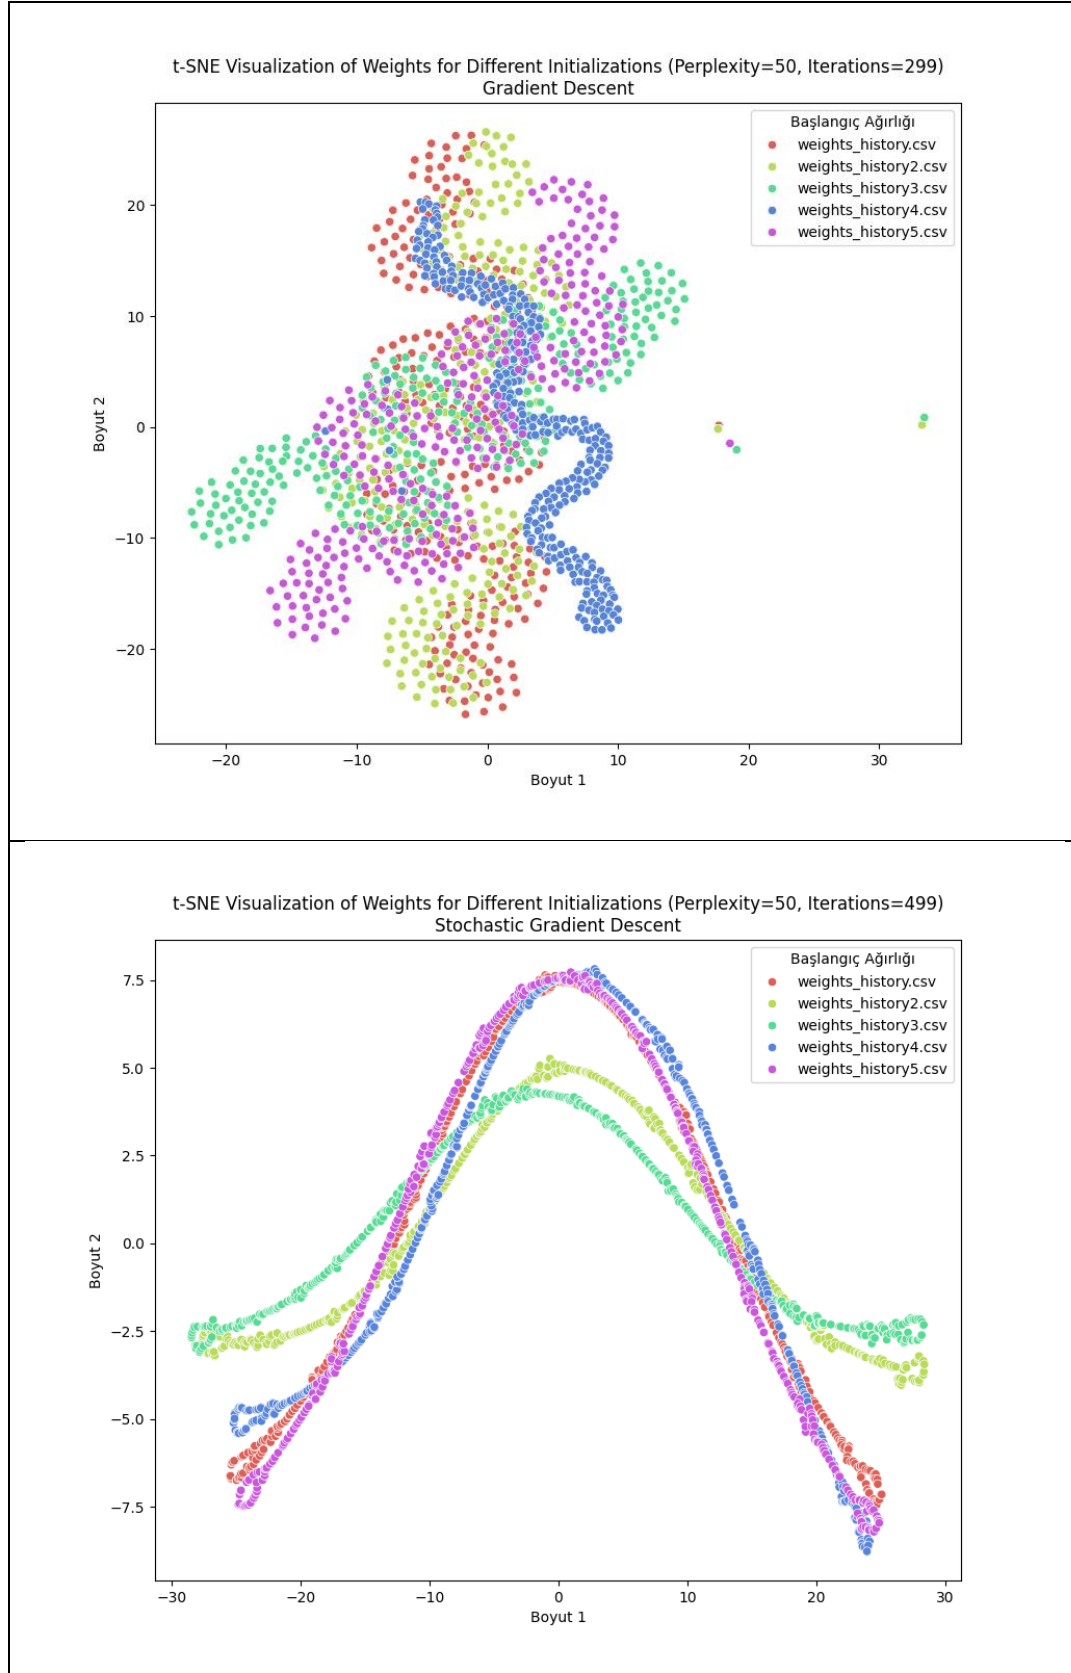 t-SNE Visualization of Weights for Different Initializations (Perplexity=50, Iterations=299)
Gradient Descent
Başlangıç Ağırlığı
weights_history.csv
weights_history2.csv
weights_history3.csv
weights_history4.csv
weights_history5.csv
20
10
0
−10
−20
Boyut 2
−20 −10 0 10 20 30
Boyut 1
t-SNE Visualization of Weights for Different Initializations (Perplexity=50, Iterations=499)
Stochastic Gradient Descent
Başlangıç Ağırlığı
weights_history.csv
weights_history2.csv
weights_history3.csv
weights_history4.csv
weights_history5.csv
7.5
5.0
2.5
0.0
−2.5
−5.0
−7.5
Boyut 2
−30 −20 −10 0 10 20 30
Boyut 1